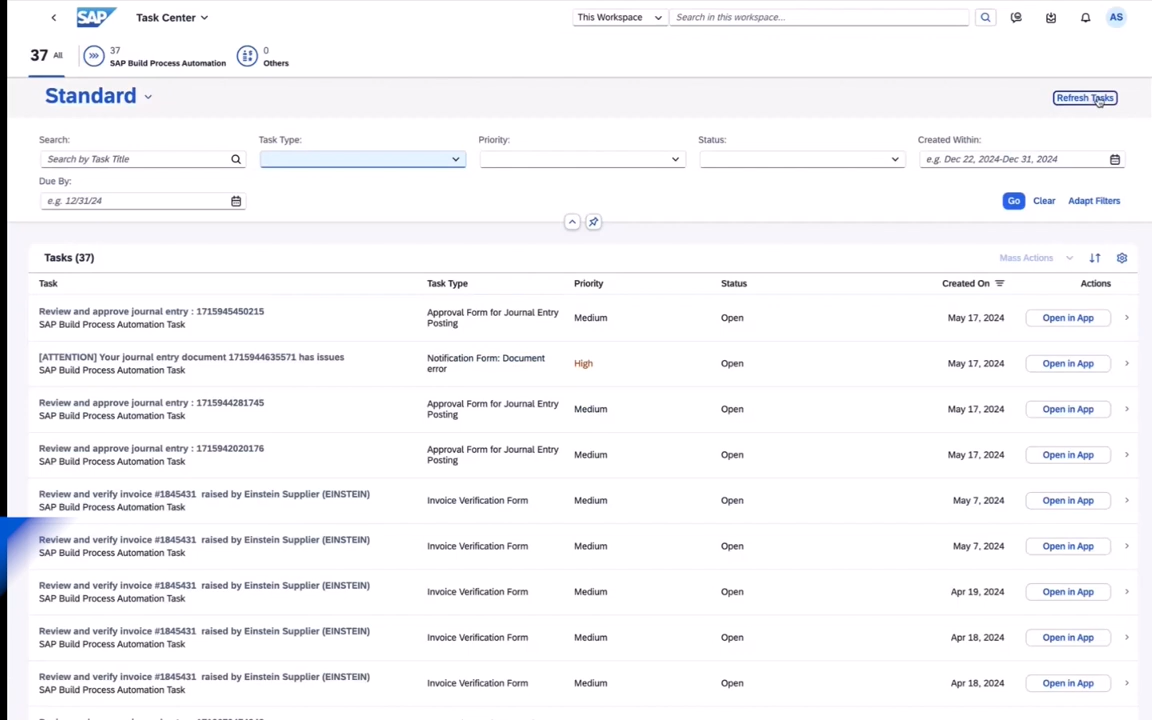 SAP Task Center This Workspace Search in this workspace... AS
37 All 37 SAP Build Process Automation 0 Others
Standard Refresh Tasks
Search: Task Type: Priority: Status: Created Within:
Search by Task Title e.g. Dec 22, 2024-Dec 31, 2024
Due By:
e.g. 12/31/24 Go Clear Adapt Filters
Tasks (37) Mass Actions
Task Task Type Priority Status Created On Actions
Review and approve journal entry : 1715945450215
SAP Build Process Automation Task
Approval Form for Journal Entry
Posting
Medium Open May 17, 2024 Open in App
[ATTENTION] Your journal entry document 1715944635571 has issues
SAP Build Process Automation Task
Notification Form: Document
error
High Open May 17, 2024 Open in App
Review and approve journal entry : 1715944281745
SAP Build Process Automation Task
Approval Form for Journal Entry
Posting
Medium Open May 17, 2024 Open in App
Review and approve journal entry : 1715942020176
SAP Build Process Automation Task
Approval Form for Journal Entry
Posting
Medium Open May 17, 2024 Open in App
Review and verify invoice #1845431 raised by Einstein Supplier (EINSTEIN)
SAP Build Process Automation Task
Invoice Verification Form Medium Open May 7, 2024 Open in App
Review and verify invoice #1845431 raised by Einstein Supplier (EINSTEIN)
SAP Build Process Automation Task
Invoice Verification Form Medium Open May 7, 2024 Open in App
Review and verify invoice #1845431 raised by Einstein Supplier (EINSTEIN)
SAP Build Process Automation Task
Invoice Verification Form Medium Open Apr 19, 2024 Open in App
Review and verify invoice #1845431 raised by Einstein Supplier (EINSTEIN)
SAP Build Process Automation Task
Invoice Verification Form Medium Open Apr 18, 2024 Open in App
Review and verify invoice #1845431 raised by Einstein Supplier (EINSTEIN)
SAP Build Process Automation Task
Invoice Verification Form Medium Open Apr 18, 2024 Open in App